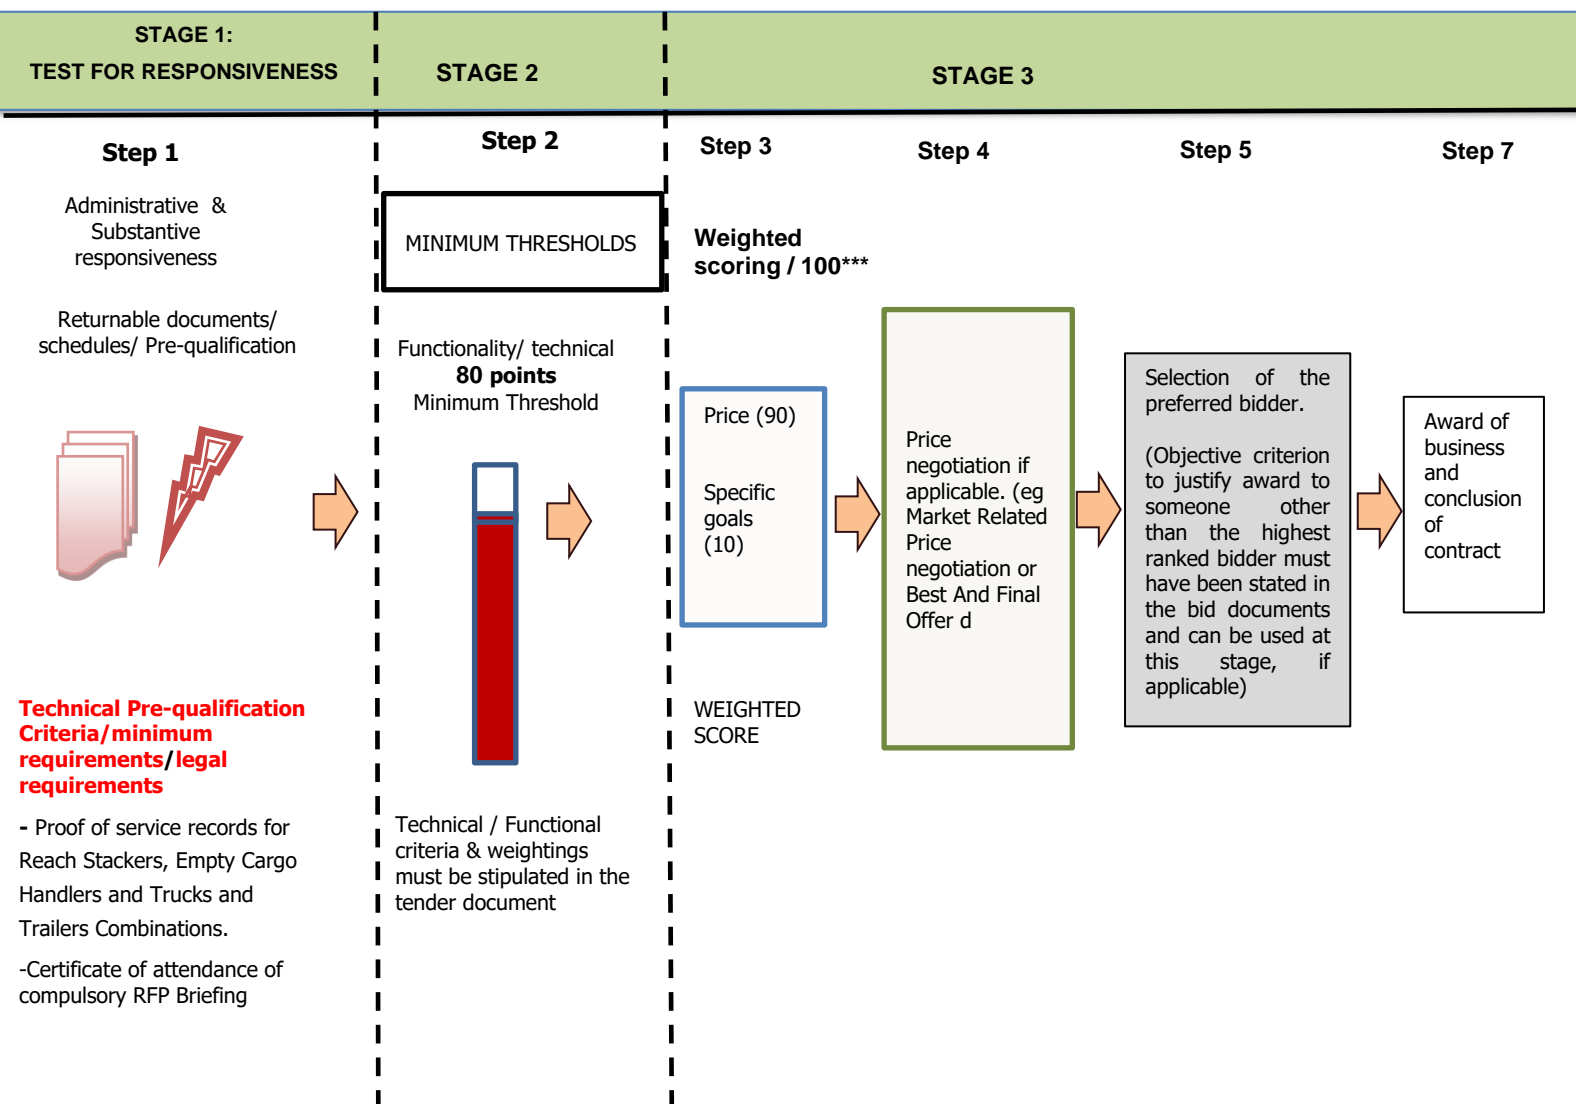 STAGE 1:
TEST FOR RESPONSIVENESS
STAGE 2
STAGE 3
Step 1
Administrative &
Substantive
responsiveness
Returnable documents/
schedules/ Pre-qualification
Technical Pre-qualification
Criteria/minimum
requirements/legal
requirements
- Proof of service records for
Reach Stackers, Empty Cargo
Handlers and Trucks and
Trailers Combinations.
-Certificate of attendance of
compulsory RFP Briefing
Step 2
MINIMUM THRESHOLDS
Functionality/ technical
80 points
Minimum Threshold
Technical / Functional
criteria & weightings
must be stipulated in the
tender document
Step 3
Weighted
scoring / 100***
Price (90)
Specific
goals
(10)
WEIGHTED
SCORE
Step 4
Price
negotiation if
applicable. (eg
Market Related
Price
negotiation or
Best And Final
Offer d
Step 5
Selection of the
preferred bidder.
(Objective criterion
to justify award to
someone other
than the highest
ranked bidder must
have been stated in
the bid documents
and can be used at
this stage, if
applicable)
Step 7
Award of
business
and
conclusion
of
contract